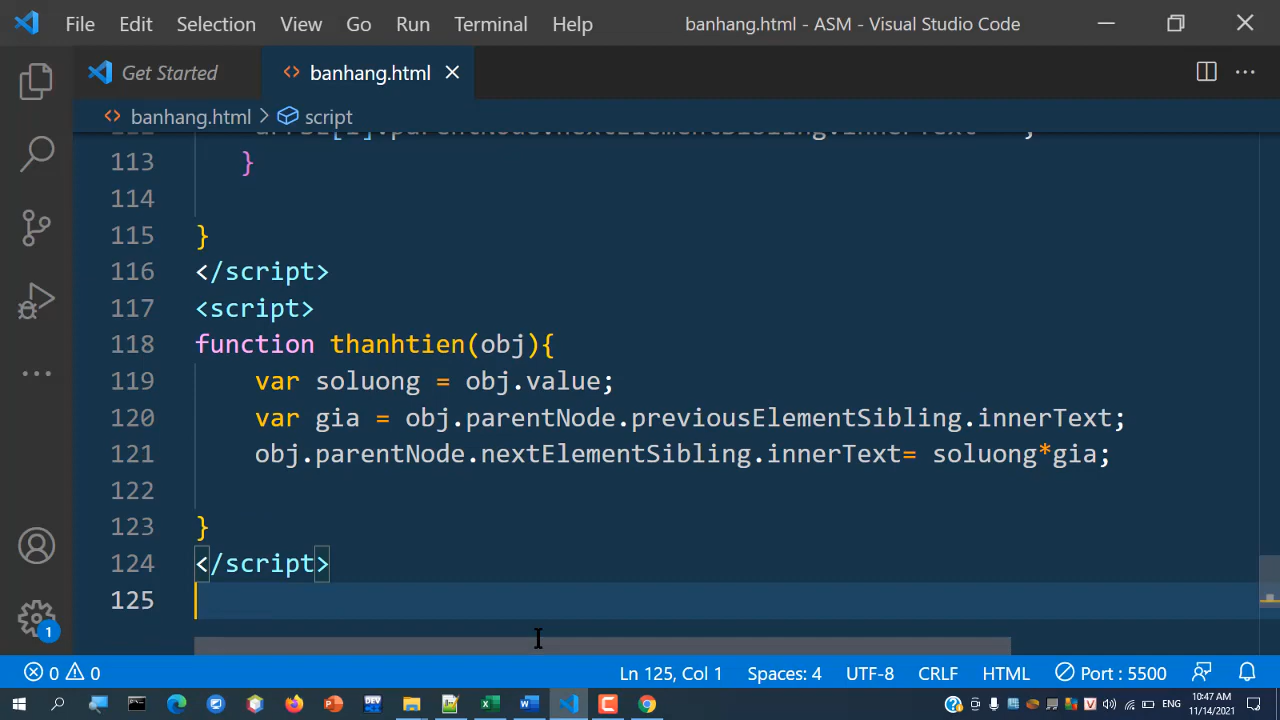 File Edit Selection View Go Run Terminal Help banhang.html - ASM - Visual Studio Code
Get Started banhang.html
banhang.html > script
113 }
114
115 }
116 </script>
117 <script>
118 function thanhtien(obj){
119 var soluong = obj.value;
120 var gia = obj.parentNode.previousElementSibling.innerText;
121 obj.parentNode.nextElementSibling.innerText= soluong*gia;
122
123 }
124 </script>
125
1
0 0 Ln 125, Col 1 Spaces: 4 UTF-8 CRLF HTML Port : 5500
ENG 10:47 AM
11/14/2021